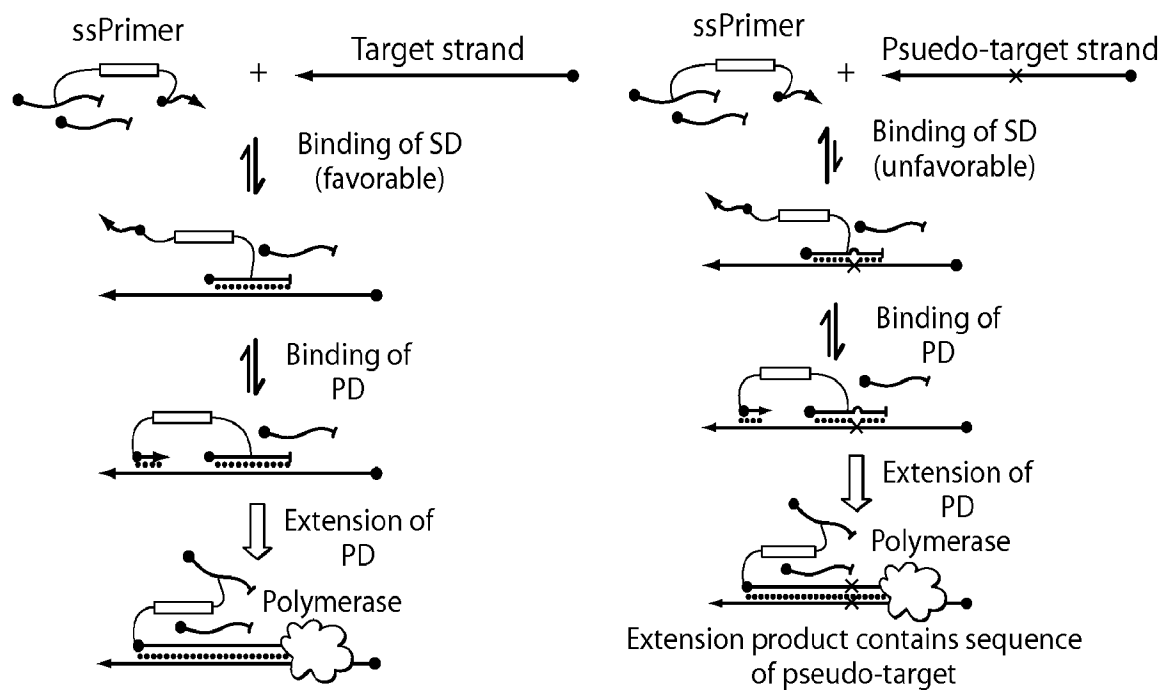 ssPrimer
+
Target strand
Binding of SD
(favorable)
Binding of
PD
Extension of
PD
Polymerase
ssPrimer
+
Psuedo-target strand
Binding of SD
(unfavorable)
Binding of
PD
Extension of
PD
Polymerase
Extension product contains sequence
of pseudo-target